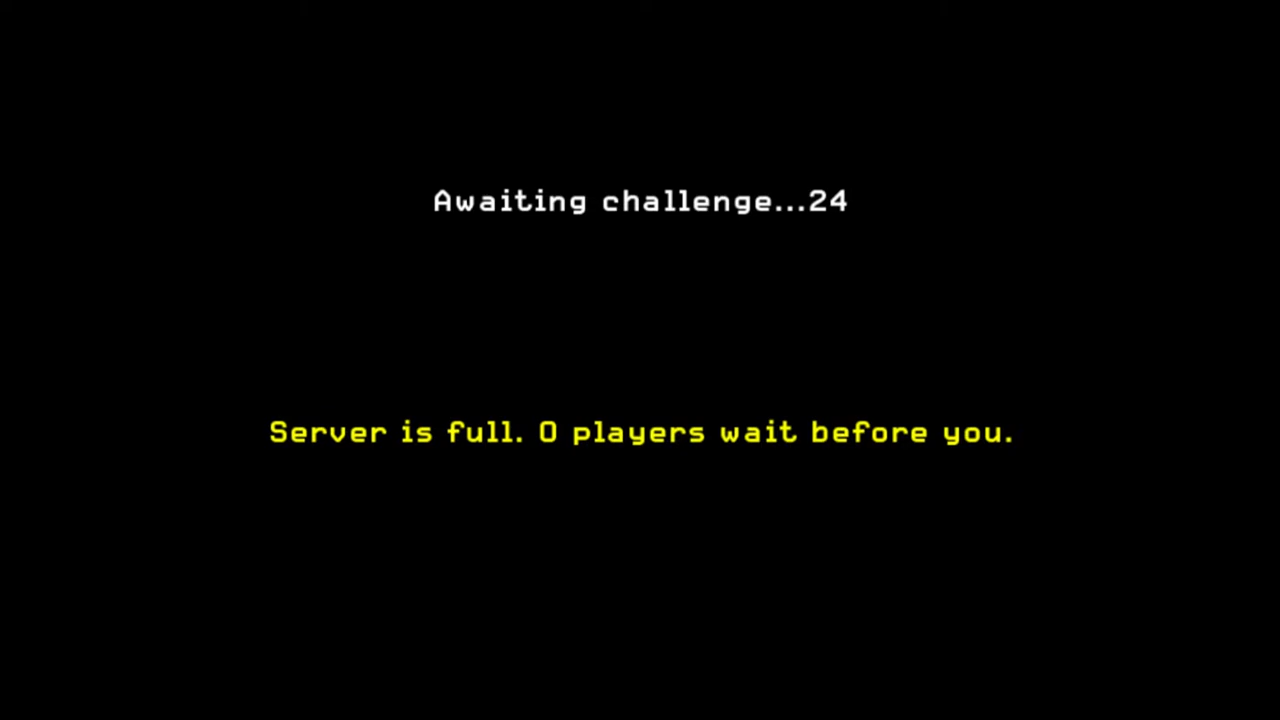 Awaiting challenge...24
Server is full. 0 players wait before you.